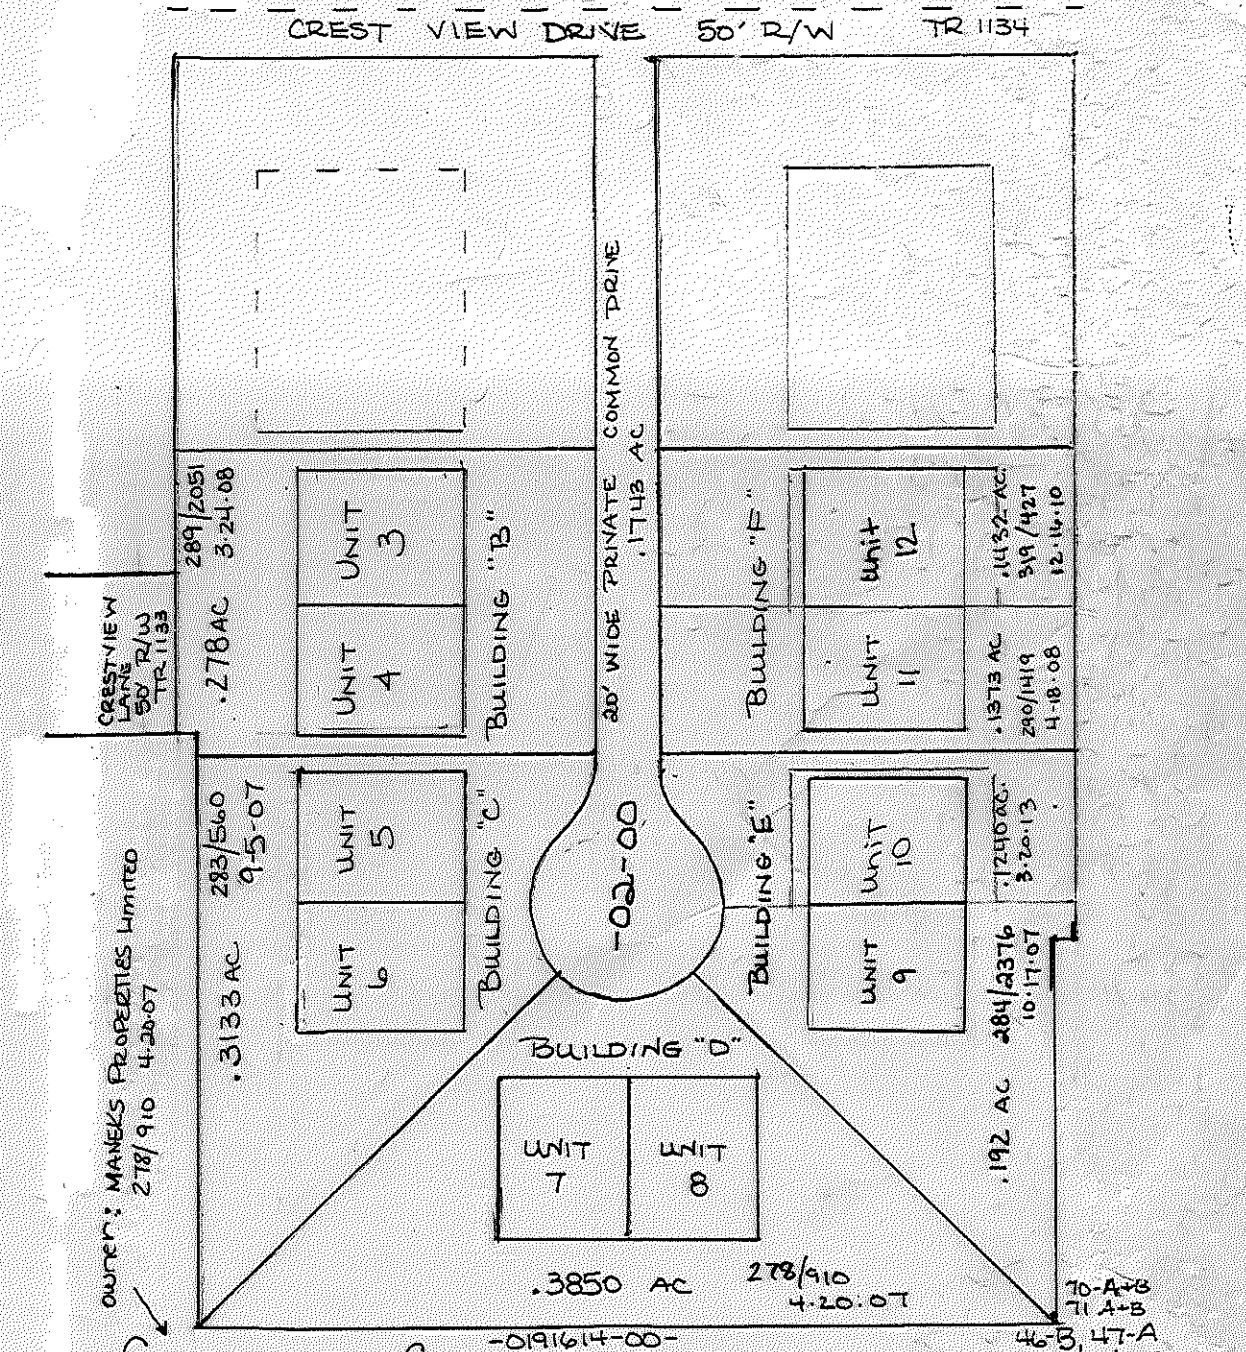 CREST VIEW DRIVE 50' R/W TR 1134
20' WIDE PRIVATE COMMON DRIVE
.1743 AC
289/2051
3.24.08
.278AC
UNIT
3
UNIT
4
BUILDING "B"
BUILDING "F"
Unit
12
UNIT
11
.1432 AC.
319/427
12.16.10
.1373 AC
290/1419
4.18.08
CRESTVIEW
LANE
50' R/W
TR 1133
283/560
9-5-07
.3133 AC
UNIT
5
UNIT
6
BUILDING "C"
-02-00
BUILDING "E"
Unit
10
UNIT
9
.1240 AC.
3.20.13
284/2376
10.17.07
.192 AC
Owner: MANEKS PROPERTIES Limited
278/910 4.20.07
BUILDING "D"
UNIT
7
UNIT
8
.3850 AC
278/910
4.20.07
70-A+B
71 A+B
-0191614-00-
46-B, 47-A